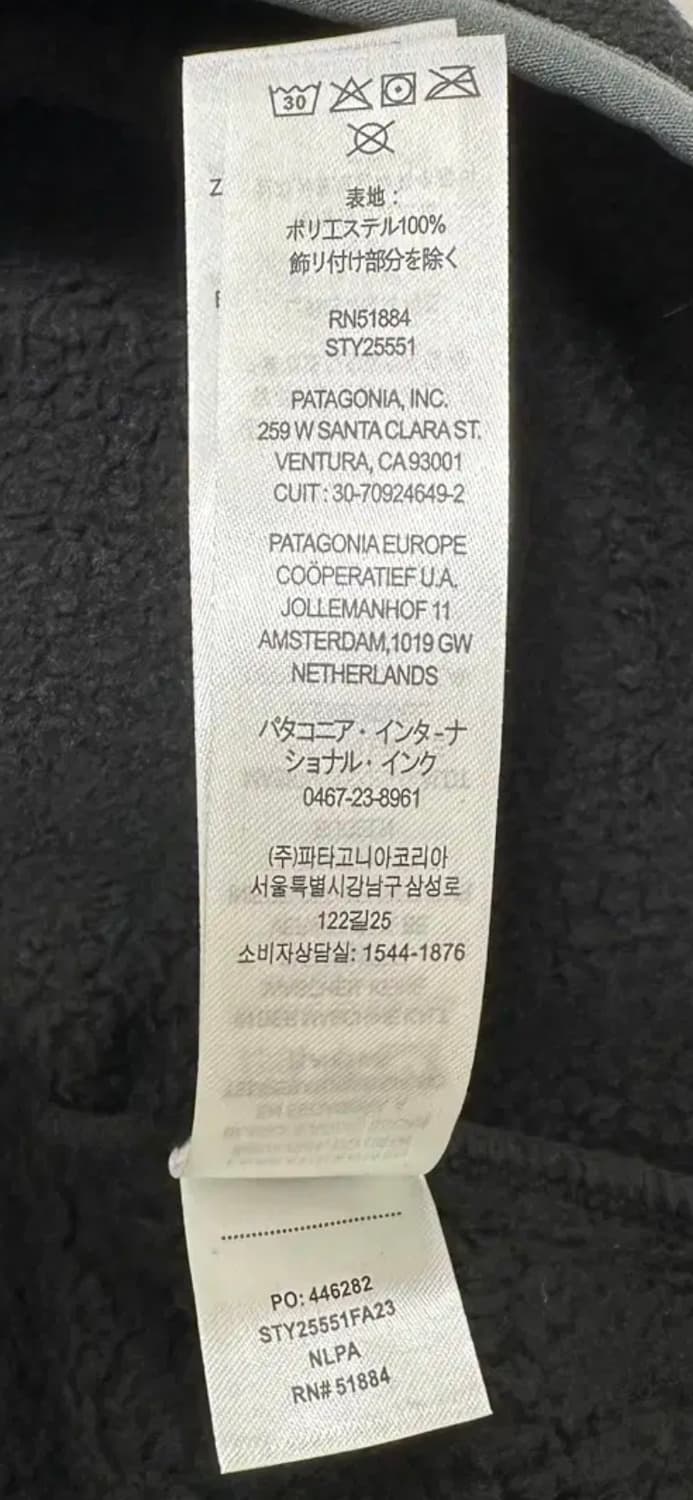 30
表地：
ポリエステル100%
飾り付け部分を除く
RN51884
STY25551
PATAGONIA, INC.
259 W SANTA CLARA ST.
VENTURA, CA 93001
CUIT : 30-70924649-2
PATAGONIA EUROPE
COÖPERATIEF U.A.
JOLLEMANHOF 11
AMSTERDAM,1019 GW
NETHERLANDS
パタコニア・インターナ
ショナル・インク
0467-23-8961
(주)파타고니아코리아
서울특별시강남구삼성로
122길25
소비자상담실: 1544-1876
PO: 446282
STY25551FA23
NLPA
RN# 51884